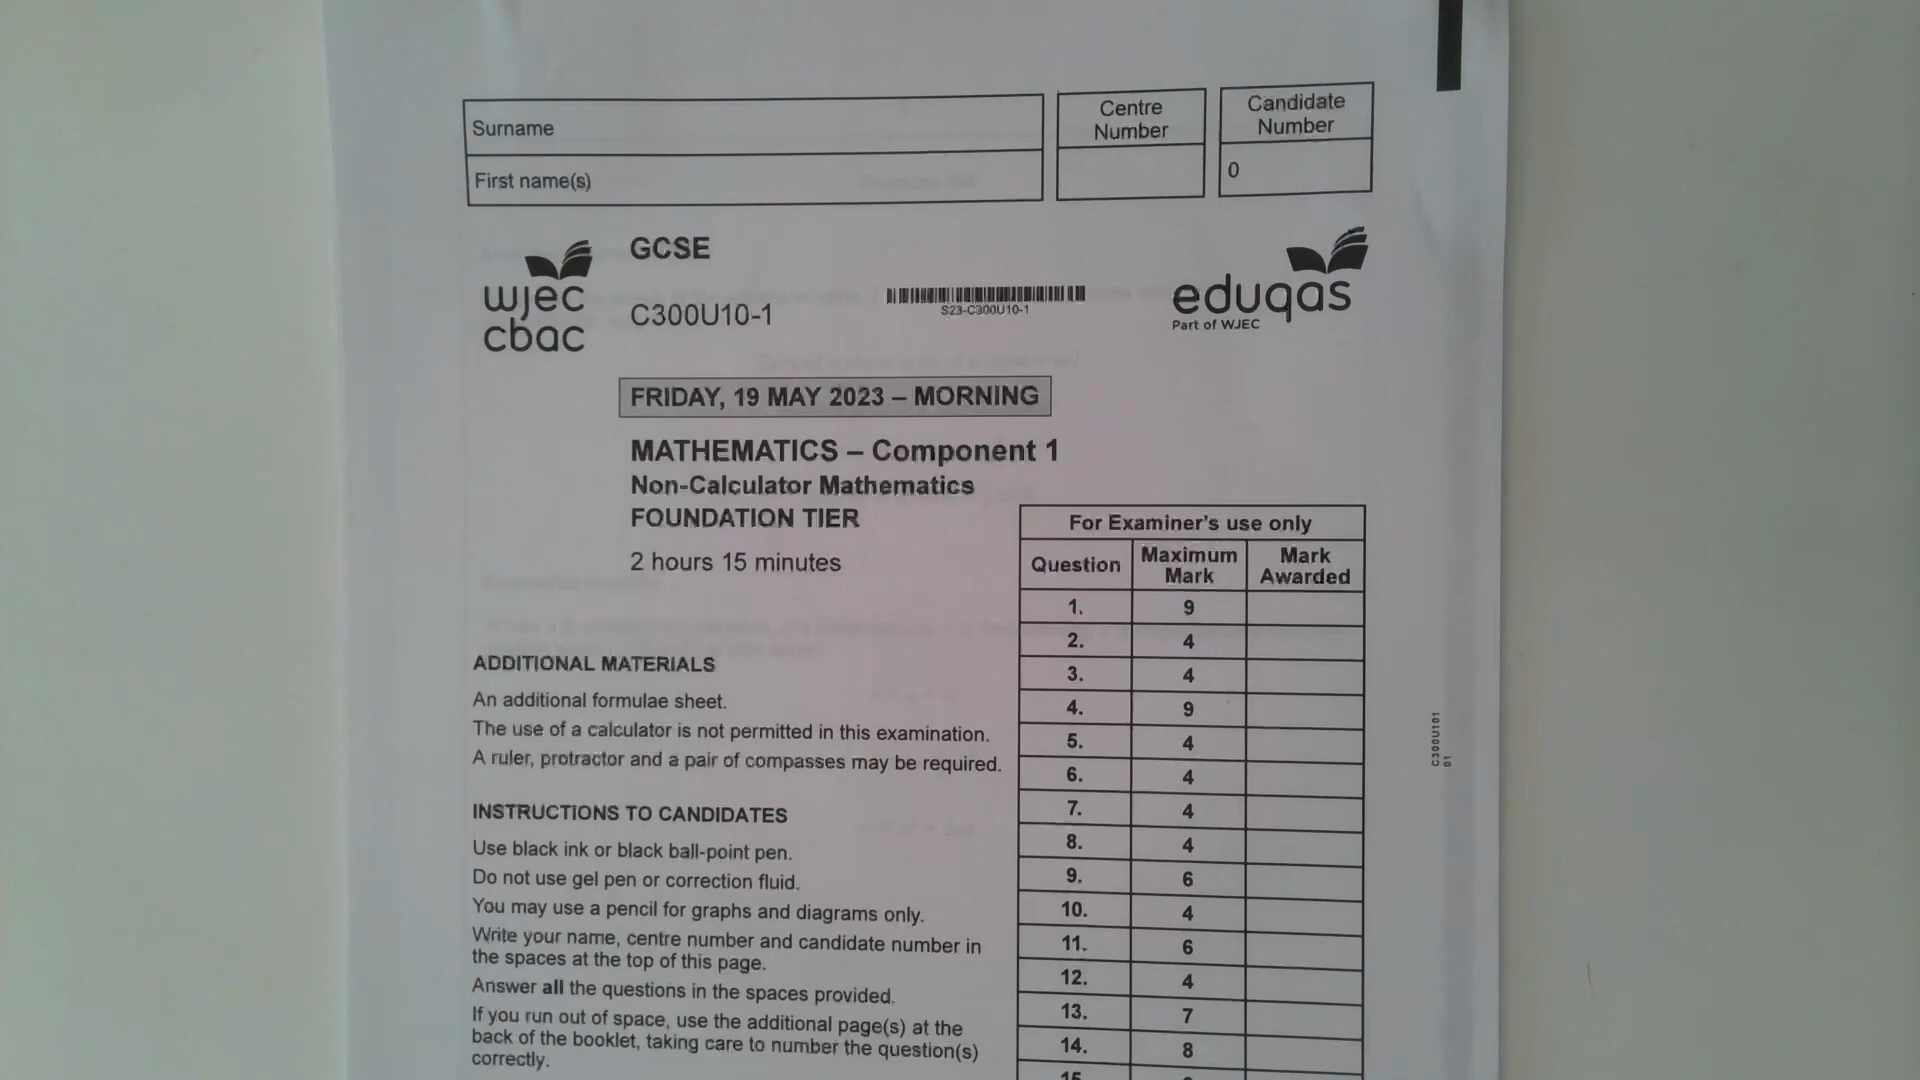 Surname
First name(s)
Centre
Number
Candidate
Number
0
wjec
cbac
GCSE
C300U10-1
S23-C300U10-1
eduqas
Part of WJEC
FRIDAY, 19 MAY 2023 – MORNING
MATHEMATICS – Component 1
Non-Calculator Mathematics
FOUNDATION TIER
2 hours 15 minutes
ADDITIONAL MATERIALS
An additional formulae sheet.
The use of a calculator is not permitted in this examination.
A ruler, protractor and a pair of compasses may be required.
INSTRUCTIONS TO CANDIDATES
Use black ink or black ball-point pen.
Do not use gel pen or correction fluid.
You may use a pencil for graphs and diagrams only.
Write your name, centre number and candidate number in
the spaces at the top of this page.
Answer all the questions in the spaces provided.
If you run out of space, use the additional page(s) at the
back of the booklet, taking care to number the question(s)
correctly.
For Examiner's use only
Question Maximum Mark Mark Awarded
1. 9
2. 4
3. 4
4. 9
5. 4
6. 4
7. 4
8. 4
9. 6
10. 4
11. 6
12. 4
13. 7
14. 8
C300U101
01